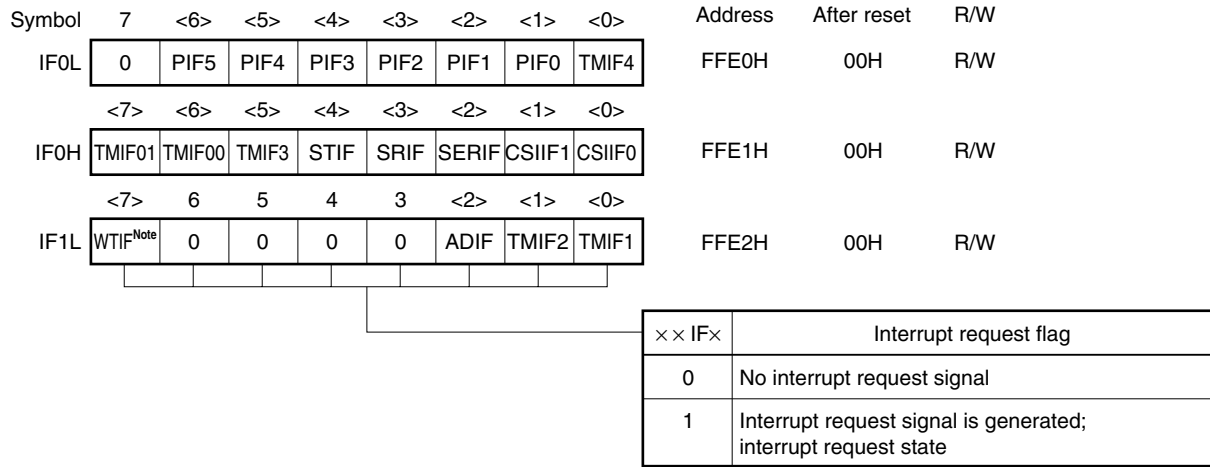 Symbol 7 <6> <5> <4> <3> <2> <1> <0> Address After reset R/W
IF0L 0 PIF5 PIF4 PIF3 PIF2 PIF1 PIF0 TMIF4 FFE0H 00H R/W
<7> <6> <5> <4> <3> <2> <1> <0>
IF0H TMIF01 TMIF00 TMIF3 STIF SRIF SERIF CSIIF1 CSIIF0 FFE1H 00H R/W
<7> 6 5 4 3 <2> <1> <0>
IF1L WTIFNote 0 0 0 0 ADIF TMIF2 TMIF1 FFE2H 00H R/W
××IF× Interrupt request flag
0 No interrupt request signal
1 Interrupt request signal is generated;
interrupt request state